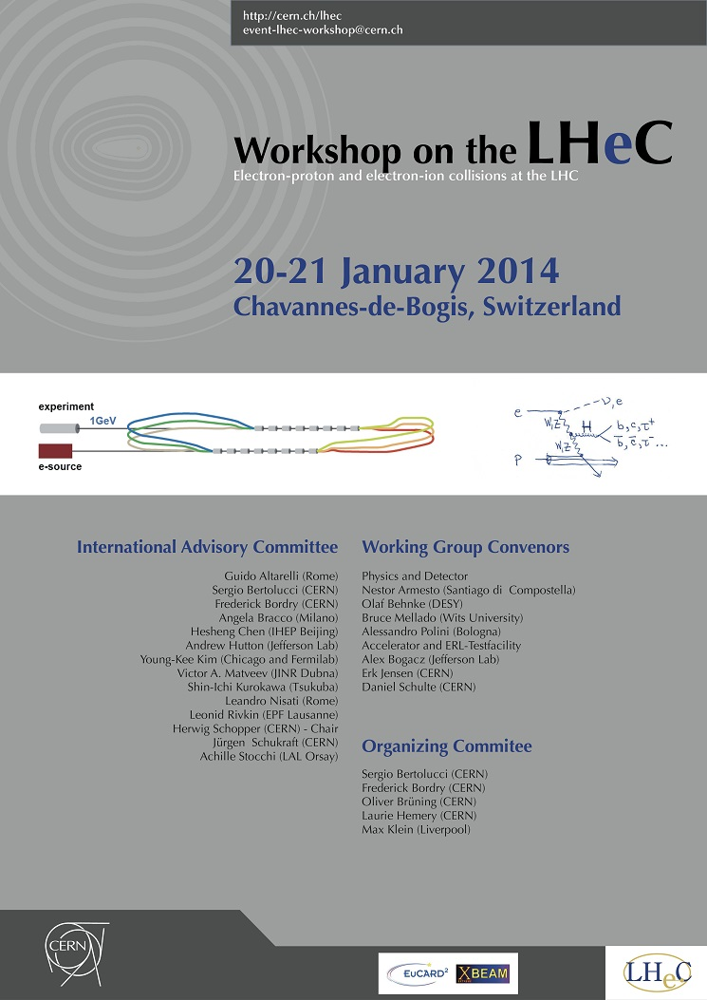 http://cern.ch/lhec
event-lhec-workshop@cern.ch
Workshop on the LHeC
Electron-proton and electron-ion collisions at the LHC
20-21 January 2014
Chavannes-de-Bogis, Switzerland
experiment
1GeV
e-source
e
ν, e
W,Z
H
b, c, τ⁺
W,Z
b̅, c̅, τ⁻...
P
International Advisory Committee
Guido Altarelli (Rome)
Sergio Bertolucci (CERN)
Frederick Bordry (CERN)
Angela Bracco (Milano)
Hesheng Chen (IHEP Beijing)
Andrew Hutton (Jefferson Lab)
Young-Kee Kim (Chicago and Fermilab)
Victor A. Matveev (JINR Dubna)
Shin-Ichi Kurokawa (Tsukuba)
Leandro Nisati (Rome)
Leonid Rivkin (EPF Lausanne)
Herwig Schopper (CERN) - Chair
Jürgen Schukraft (CERN)
Achille Stocchi (LAL Orsay)
Working Group Convenors
Physics and Detector
Nestor Armesto (Santiago di Compostella)
Olaf Behnke (DESY)
Bruce Mellado (Wits University)
Alessandro Polini (Bologna)
Accelerator and ERL-Testfacility
Alex Bogacz (Jefferson Lab)
Erk Jensen (CERN)
Daniel Schulte (CERN)
Organizing Commitee
Sergio Bertolucci (CERN)
Frederick Bordry (CERN)
Oliver Brüning (CERN)
Laurie Hemery (CERN)
Max Klein (Liverpool)
CERN
EuCARD²
XBEAM
LHeC